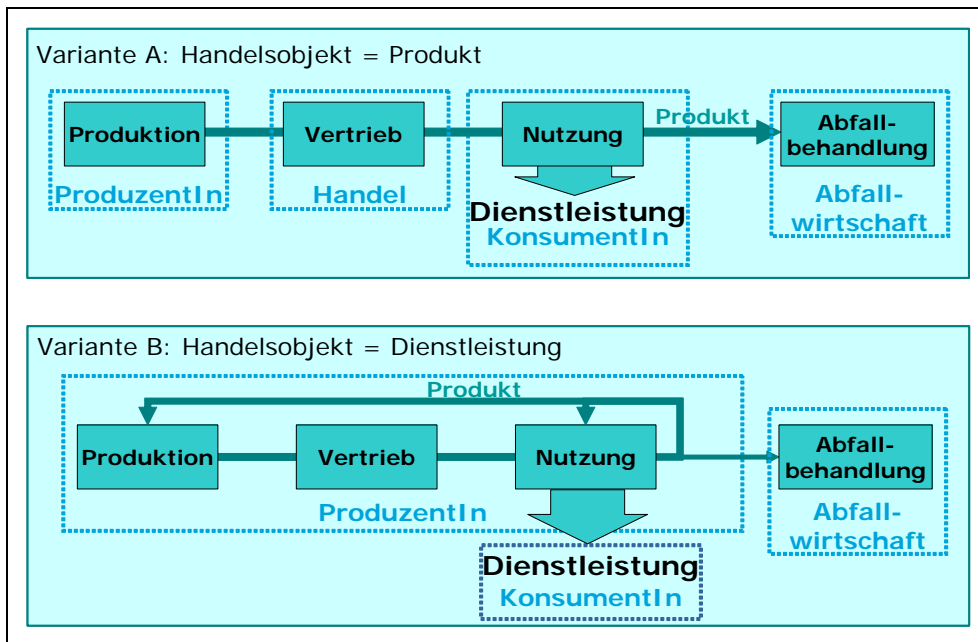 Variante A: Handelsobjekt = Produkt
Produktion
Vertrieb
Nutzung
Produkt
Abfall-
behandlung
ProduzentIn
Handel
Dienstleistung
KonsumentIn
Abfall-
wirtschaft
Variante B: Handelsobjekt = Dienstleistung
Produkt
Produktion
Vertrieb
Nutzung
Abfall-
behandlung
ProduzentIn
Abfall-
wirtschaft
Dienstleistung
KonsumentIn